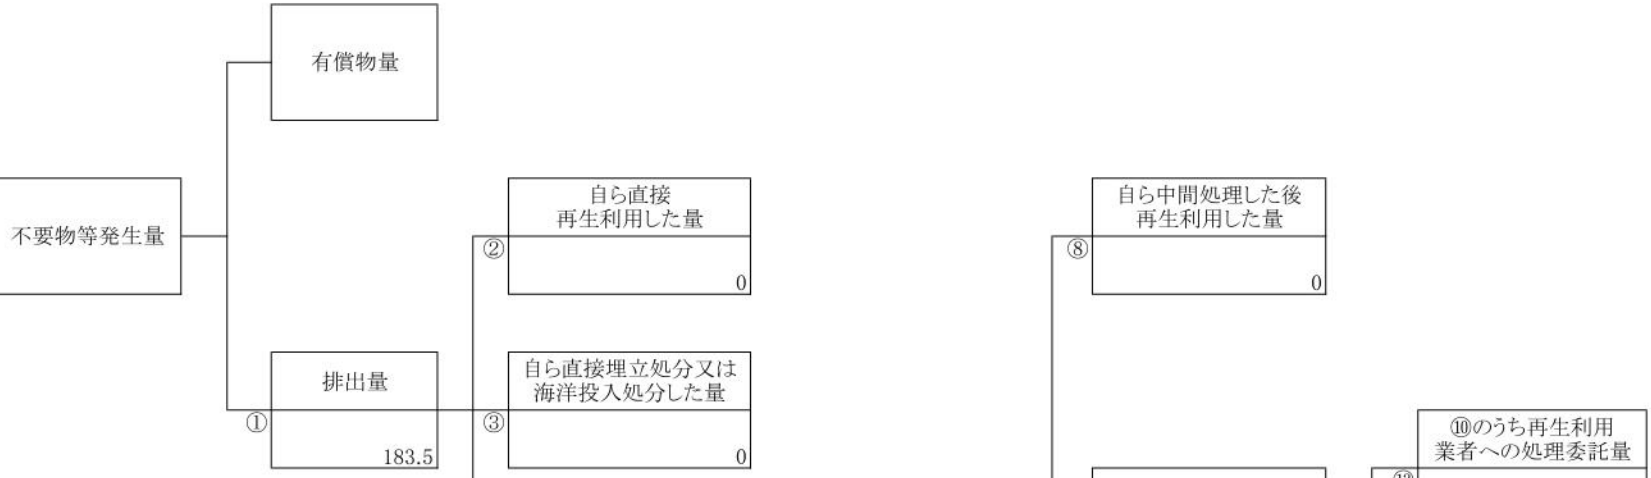 有償物量
不要物等発生量
自ら直接
再生利用した量
②
0
自ら中間処理した後
再生利用した量
⑧
0
排出量
①
183.5
自ら直接埋立処分又は
海洋投入処分した量
③
0
⑩のうち再生利用
業者への処理委託量